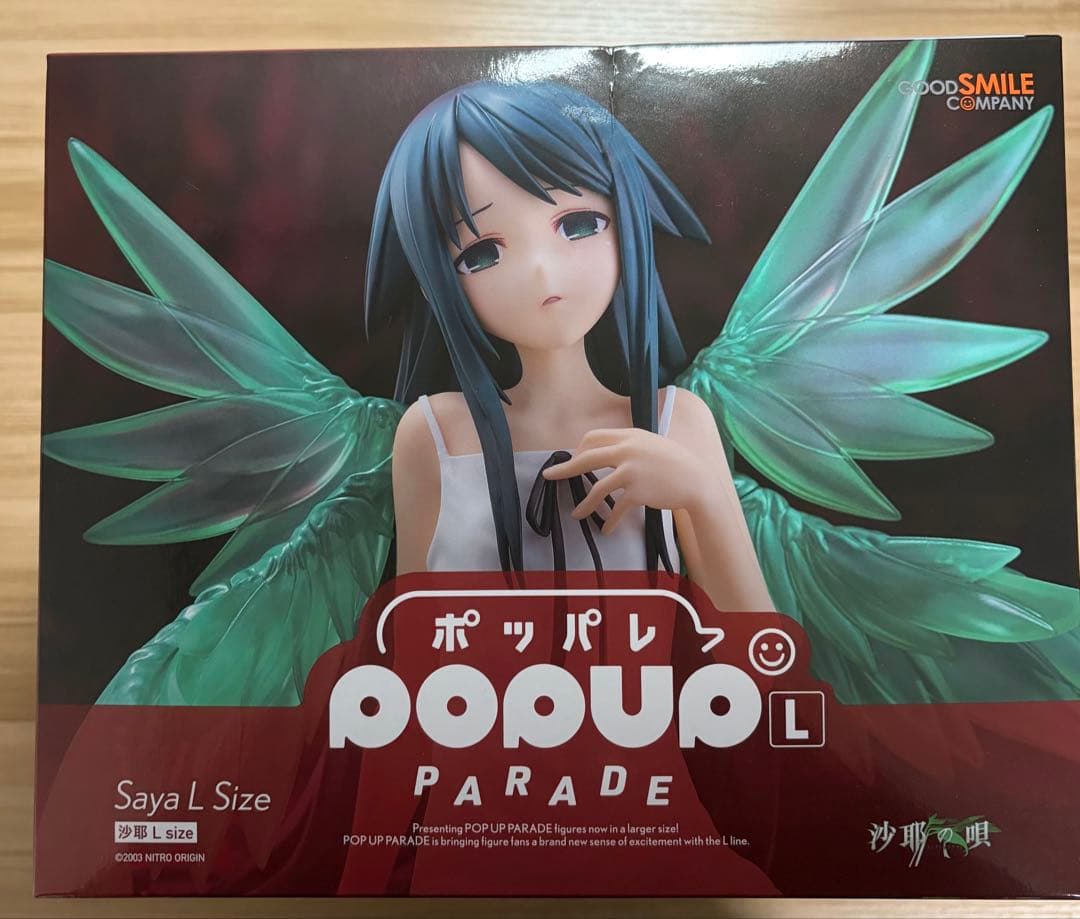 GOOD SMILE
COMPANY
ポッパレ
POP UP L
PARADE
Saya L Size
沙耶 L size
©2003 NITRO ORIGIN
Presenting POP UP PARADE figures now in a larger size!
POP UP PARADE is bringing figure fans a brand new sense of excitement with the L line.
沙耶の唄